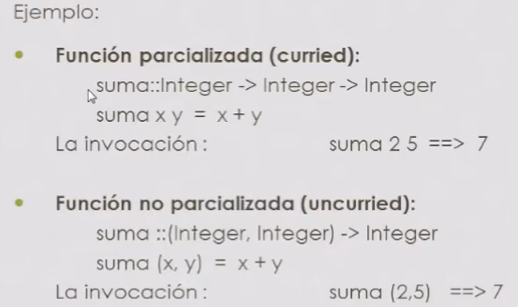 Ejemplo:
• Función parcializada (curried):
suma::Integer -> Integer -> Integer
suma x y = x + y
La invocación : suma 2 5 ==> 7
• Función no parcializada (uncurried):
suma ::(Integer, Integer) -> Integer
suma (x, y) = x + y
La invocación : suma (2,5) ==> 7